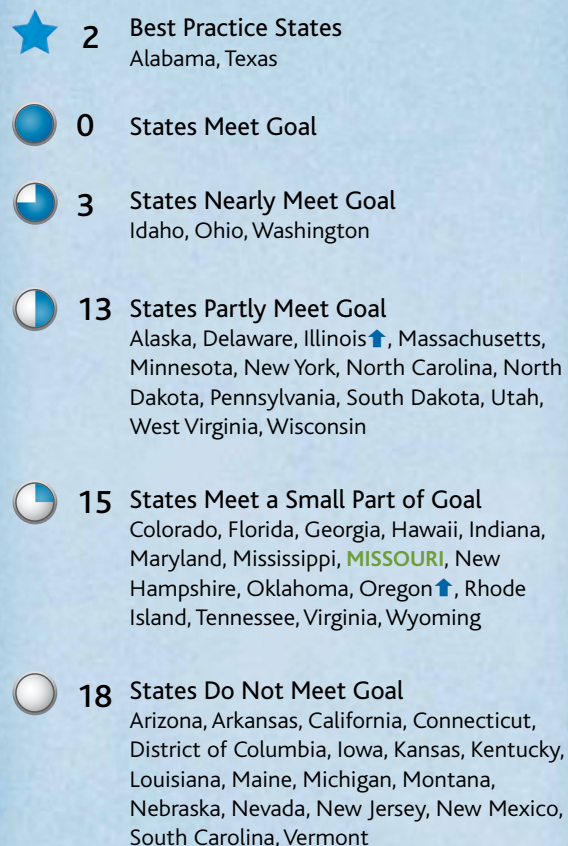 2 Best Practice States
Alabama, Texas
0 States Meet Goal
3 States Nearly Meet Goal
Idaho, Ohio, Washington
13 States Partly Meet Goal
Alaska, Delaware, Illinois⬆, Massachusetts,
Minnesota, New York, North Carolina, North
Dakota, Pennsylvania, South Dakota, Utah,
West Virginia, Wisconsin
15 States Meet a Small Part of Goal
Colorado, Florida, Georgia, Hawaii, Indiana,
Maryland, Mississippi, MISSOURI, New
Hampshire, Oklahoma, Oregon⬆, Rhode
Island, Tennessee, Virginia, Wyoming
18 States Do Not Meet Goal
Arizona, Arkansas, California, Connecticut,
District of Columbia, Iowa, Kansas, Kentucky,
Louisiana, Maine, Michigan, Montana,
Nebraska, Nevada, New Jersey, New Mexico,
South Carolina, Vermont